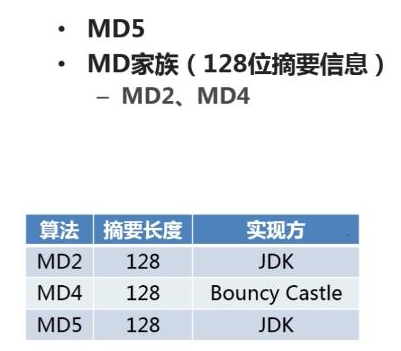 • MD5
• MD家族（128位摘要信息）
– MD2、MD4
算法 摘要长度 实现方
MD2 128 JDK
MD4 128 Bouncy Castle
MD5 128 JDK